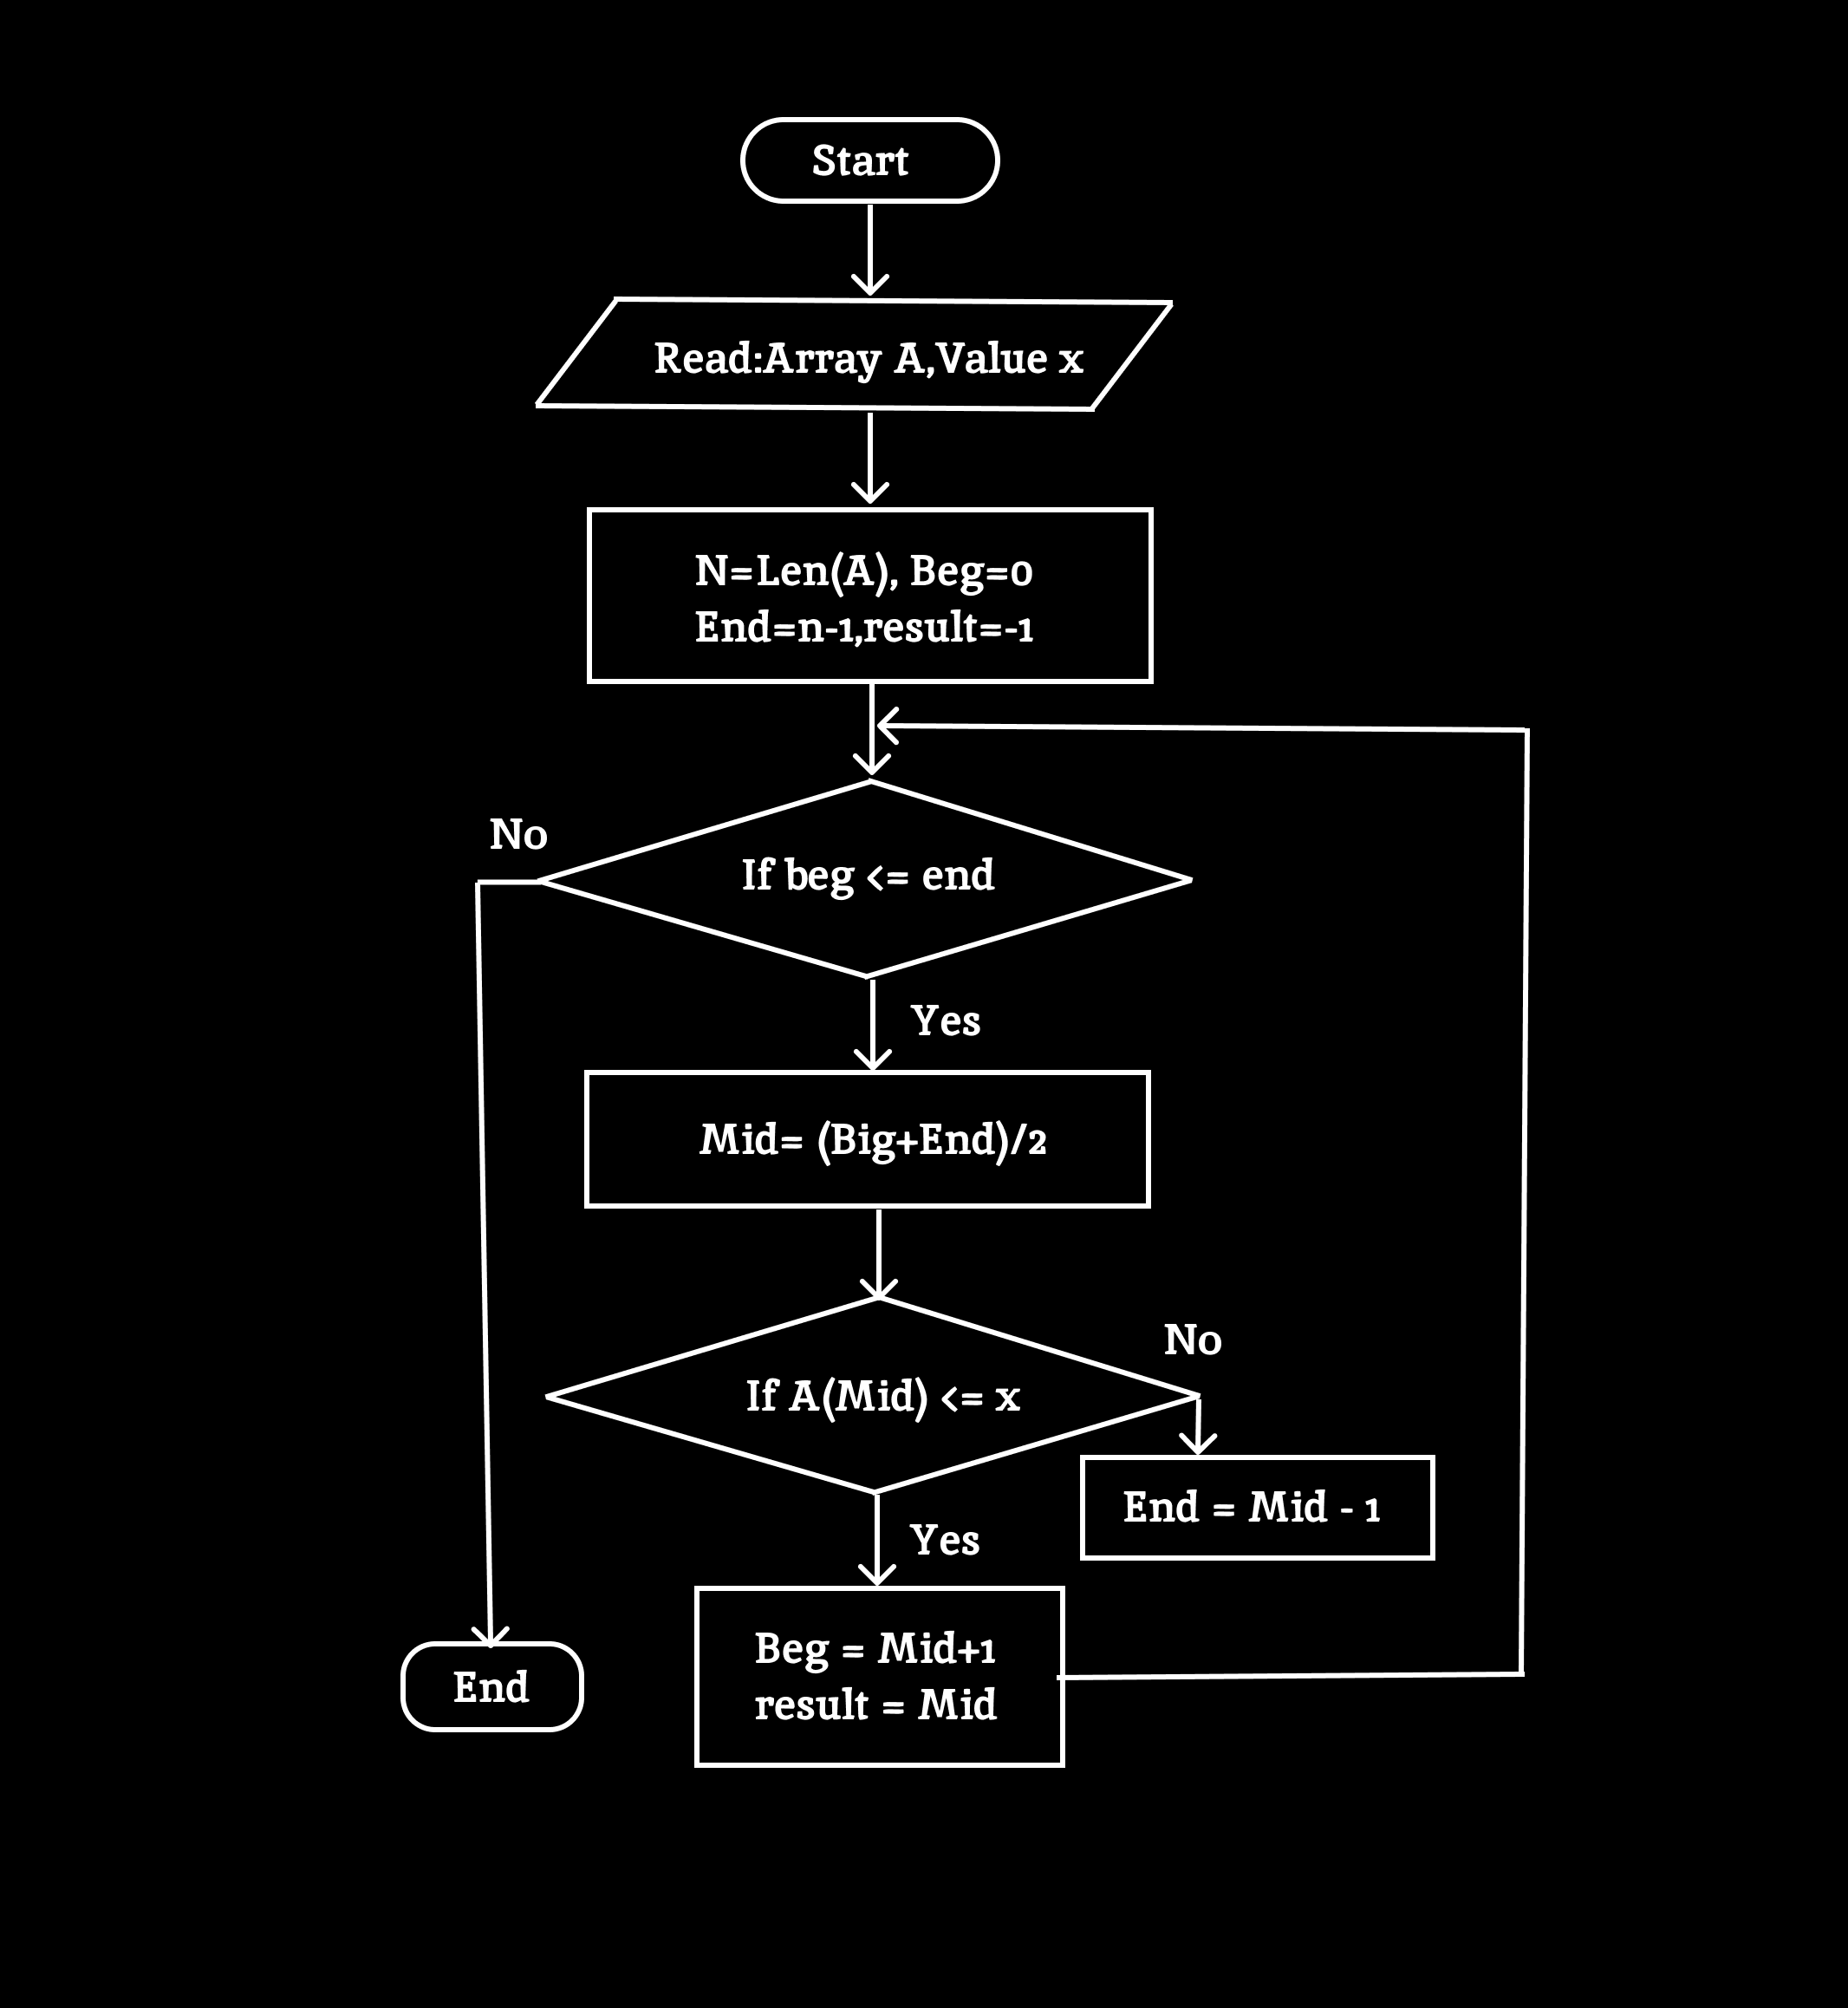 Start
Read:Array A,Value x
N=Len(A), Beg=0
End=n-1,result=-1
No
If beg <= end
Yes
Mid= (Big+End)/2
No
If A(Mid) <= x
End = Mid - 1
Yes
Beg = Mid+1
End
result = Mid